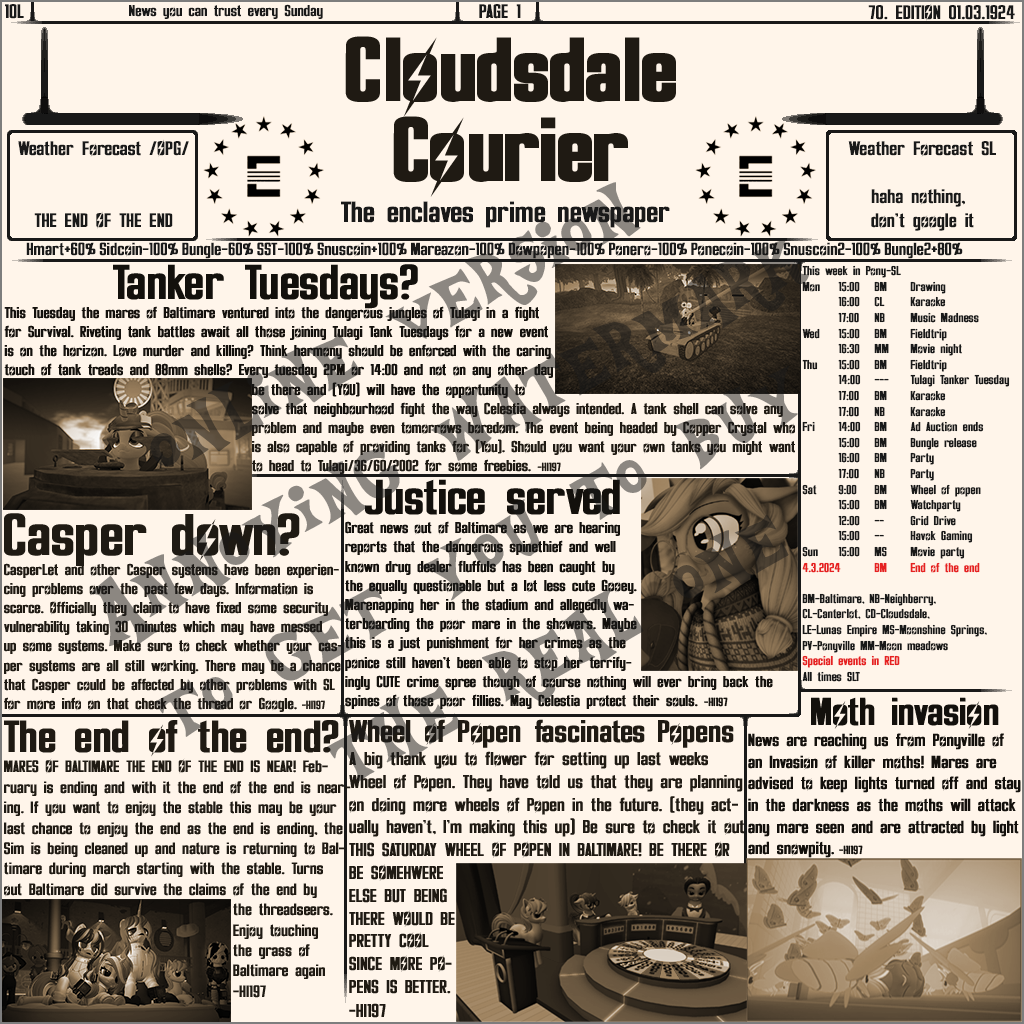 10L
News you can trust every Sunday
PAGE 1
70. EDITION 01.03.1924
Cloudsdale
Courier
The enclaves prime newspaper
Weather Forecast /OPG/
THE END OF THE END
Weather Forecast SL
haha nothing,
don't google it
Hmart+60% Sidcoin-100% Bungle-60% SST-100% Snuscoin+100% Mareazon-100% Dowpopen-100% Ponero-100% Ponecoin-100% Snuscoin2-100% Bungle2+80%
Tanker Tuesdays?
This Tuesday the mares of Baltimare ventured into the dangerous jungles of Tulagi in a fight
for Survival. Riveting tank battles await all those joining Tulagi Tank Tuesdays for a new event
is on the horizon. Love murder and killing? Think harmony should be enforced with the caring
touch of tank treads and 88mm shells? Every tuesday 2PM or 14:00 and not on any other day
be there and [YOU] will have the opportunity to
solve that neighbourhood fight the way Celestia always intended. A tank shell can solve any
problem and maybe even tomorrows boredom. The event being headed by Copper Crystal who
is also capable of providing tanks for [You]. Should you want your own tanks you might want
to head to Tulagi/36/60/2002 for some freebies. -HI197
Casper down?
CasperLet and other Casper systems have been experien-
cing problems over the past few days. Information is
scarce. Officially they claim to have fixed some security
vulnerability taking 30 minutes which may have messed
up some systems. Make sure to check whether your cas-
per systems are all still working. There may be a chance
that Casper could be affected by other problems with SL
for more info on that check the thread or Google. -HI197
Justice served
Great news out of Baltimare as we are hearing
reports that the dangerous spinethief and well
known drug dealer fluffuls has been caught by
the equally questionable but a lot less cute Gooey.
Marenapping her in the stadium and allegedly wa-
terboarding the poor mare in the showers. Maybe
this is a just punishment for her crimes as the
ponice still haven't been able to stop her terrify-
ingly CUTE crime spree though of course nothing will ever bring back the
spines of those poor fillies. May Celestia protect their souls. -HI197
This week in Pony-SL
Mon 15:00 BM Drawing
16:00 CL Karaoke
17:00 NB Music Madness
Wed 15:00 BM Fieldtrip
16:30 MM Movie night
Thu 15:00 BM Fieldtrip
14:00 --- Tulagi Tanker Tuesday
17:00 BM Karaoke
17:00 NB Karaoke
Fri 14:00 BM Ad Auction ends
15:00 BM Bungle release
16:00 BM Party
17:00 NB Party
Sat 9:00 BM Wheel of popen
15:00 BM Watchparty
12:00 -- Grid Drive
15:00 -- Havok Gaming
Sun 15:00 MS Movie party
4.3.2024 BM End of the end
BM-Baltimare, NB-Neighberry,
CL-Canterlot, CD-Cloudsdale,
LE-Lunas Empire MS-Moonshine Springs,
PV-Ponyville MM-Moon meadows
Special events in RED
All times SLT
The end of the end?
MARES OF BALTIMARE THE END OF THE END IS NEAR! Feb-
ruary is ending and with it the end of the end is near
ing. If you want to enjoy the stable this may be your
last chance to enjoy the end as the end is ending, the
Sim is being cleaned up and nature is returning to Bal-
timare during march starting with the stable. Turns
out Baltimare did survive the claims of the end by
the threadseers.
Enjoy touching
the grass of
Baltimare again
-HI197
Wheel of Popen fascinates Popens
A big thank you to flower for setting up last weeks
Wheel of Popen. They have told us that they are planning
on doing more wheels of Popen in the future. [they act-
ually haven't, I'm making this up] Be sure to check it out
THIS SATURDAY WHEEL OF POPEN IN BALTIMARE! BE THERE OR
BE SOMEHWERE
ELSE BUT BEING
THERE WOULD BE
PRETTY COOL
SINCE MORE PO-
PENS IS BETTER.
-HI197
Moth invasion
News are reaching us from Ponyville of
an Invasion of killer moths! Mares are
advised to keep lights turned off and stay
in the darkness as the moths will attack
any mare seen and are attracted by light
and snowpity. -HI197
ONLINE VERSION
ANNOYING WATERMARK
TO GET YOU TO BUY
THE REAL ONE